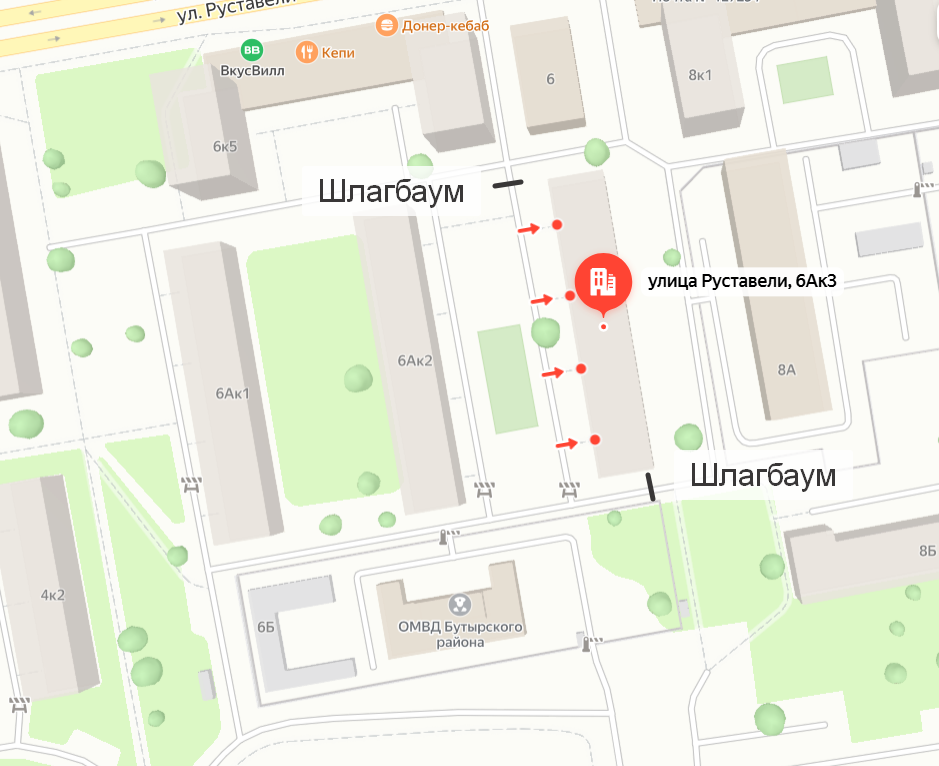 ул. Руставели
Донер-кебаб
ВВ
Кепи
ВкусВилл
6
8к1
6к5
Шлагбаум
улица Руставели, 6Ак3
6Ак2
8А
6Ак1
Шлагбаум
8Б
4к2
6Б
ОМВД Бутырского
района